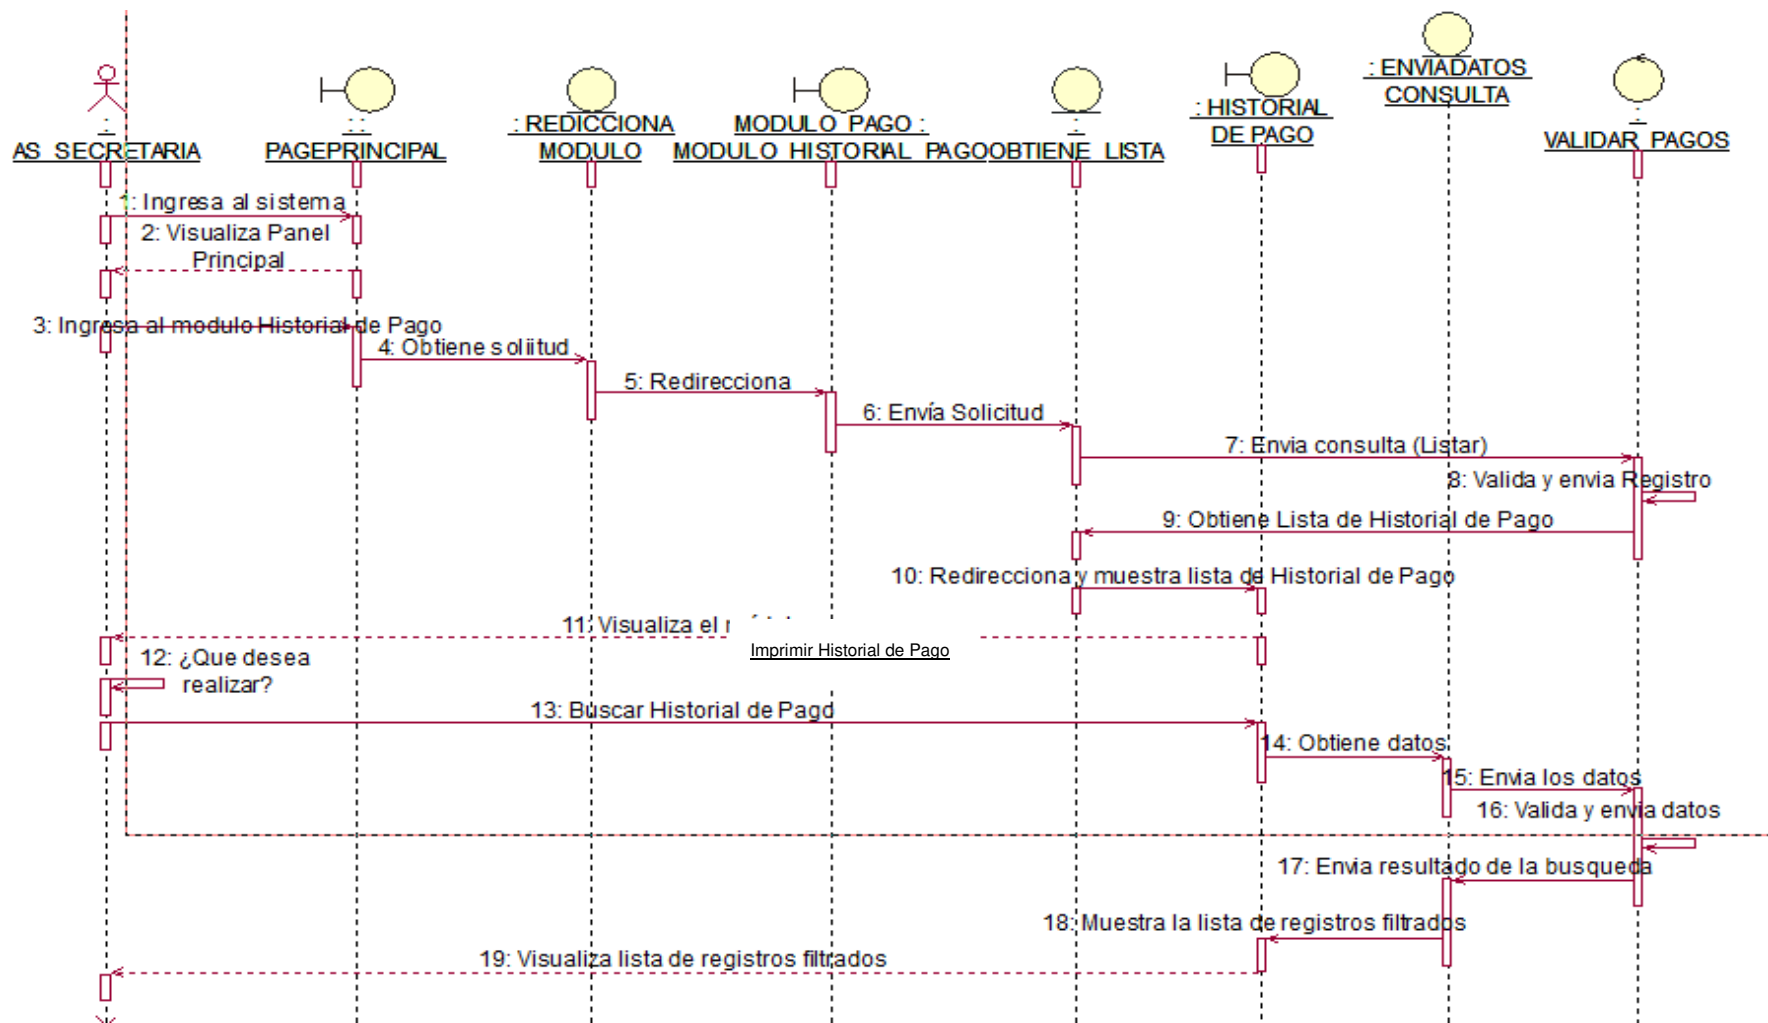 : ENVIADATOS
CONSULTA
: HISTORIAL
DE PAGO
:
AS_SECRETARIA
: :
PAGEPRINCIPAL
: REDICCIONA
MODULO
MODULO_PAGO :
MODULO_HISTORIAL_PAGO
:
OBTIENE_LISTA
:
VALIDAR_PAGOS
1: Ingresa al sistema
2: Visualiza Panel
Principal
3: Ingresa al modulo Historial de Pago
4: Obtiene soliitud
5: Redirecciona
6: Envía Solicitud
7: Envia consulta (Listar)
8: Valida y envia Registro
9: Obtiene Lista de Historial de Pago
10: Redirecciona y muestra lista de Historial de Pago
11: Visualiza el
Imprimir Historial de Pago
12: ¿Que desea
realizar?
13: Buscar Historial de Pago
14: Obtiene datos
15: Envia los datos
16: Valida y envia datos
17: Envia resultado de la busqueda
18: Muestra la lista de registros filtrados
19: Visualiza lista de registros filtrados